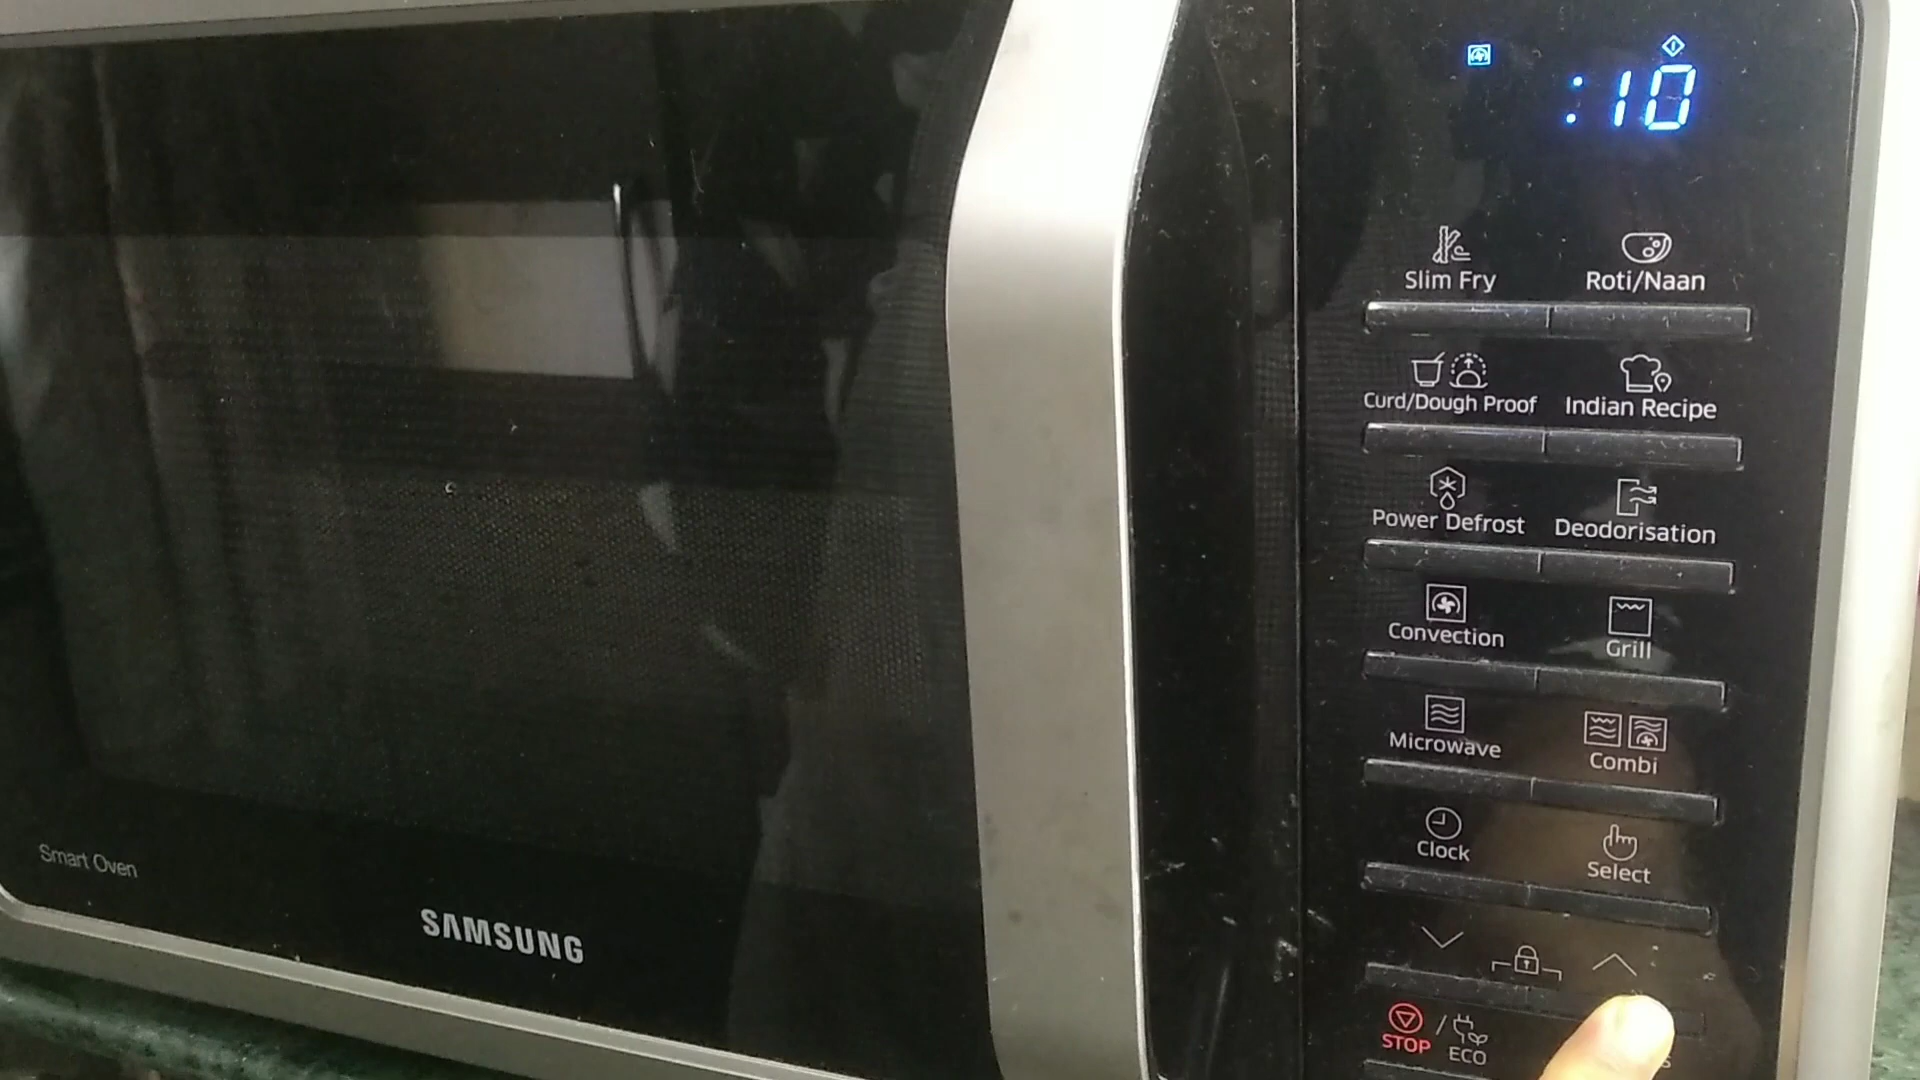 :10
Slim Fry
Roti/Naan
Curd/Dough Proof
Indian Recipe
Power Defrost
Deodorisation
Convection
Grill
Microwave
Combi
Clock
Select
STOP / ECO
Smart Oven
SAMSUNG